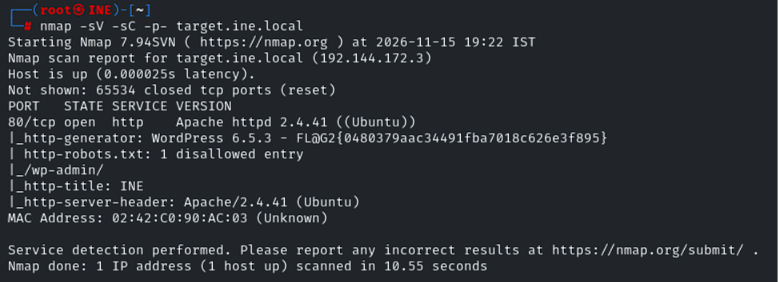 ┌──(root㉿INE)-[~]
└─# nmap -sV -sC -p- target.ine.local
Starting Nmap 7.94SVN ( https://nmap.org ) at 2026-11-15 19:22 IST
Nmap scan report for target.ine.local (192.144.172.3)
Host is up (0.000025s latency).
Not shown: 65534 closed tcp ports (reset)
PORT   STATE SERVICE VERSION
80/tcp open  http    Apache httpd 2.4.41 ((Ubuntu))
|_http-generator: WordPress 6.5.3 - FL@G2{0480379aac34491fba7018c626e3f895}
| http-robots.txt: 1 disallowed entry
|_/wp-admin/
|_http-title: INE
|_http-server-header: Apache/2.4.41 (Ubuntu)
MAC Address: 02:42:C0:90:AC:03 (Unknown)

Service detection performed. Please report any incorrect results at https://nmap.org/submit/ .
Nmap done: 1 IP address (1 host up) scanned in 10.55 seconds